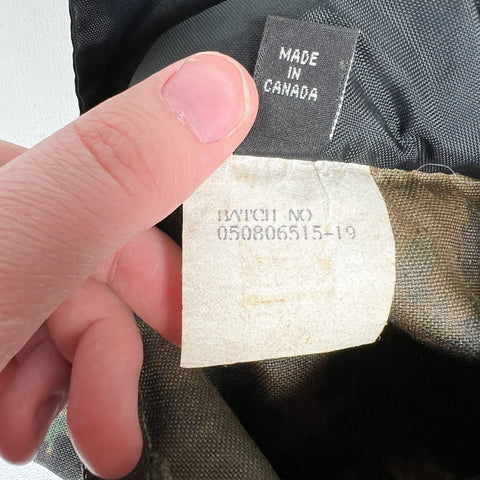 MADE
IN
CANADA
BATCH NO
050806515-19